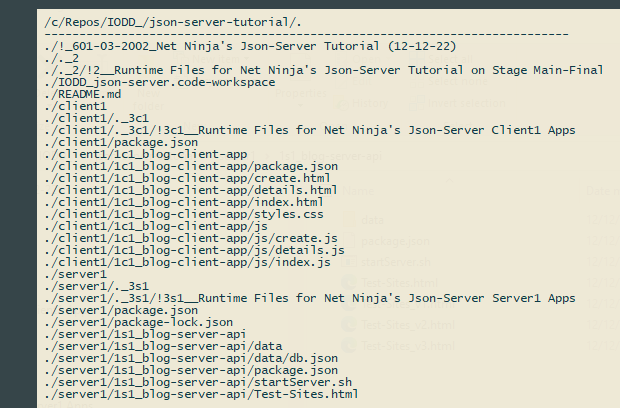 /c/Repos/IODD_/json-server-tutorial/.
----------------------------------------------------------------------
./!_601-03-2002_Net Ninja's Json-Server Tutorial (12-12-22)
./._2
./._2/!2__Runtime Files for Net Ninja's Json-Server Tutorial on Stage Main-Final
./IODD_json-server.code-workspace
./README.md
./client1
./client1/._3c1
./client1/._3c1/!3c1__Runtime Files for Net Ninja's Json-Server Client1 Apps
./client1/package.json
./client1/1c1_blog-client-app
./client1/1c1_blog-client-app/package.json
./client1/1c1_blog-client-app/create.html
./client1/1c1_blog-client-app/details.html
./client1/1c1_blog-client-app/index.html
./client1/1c1_blog-client-app/styles.css
./client1/1c1_blog-client-app/js
./client1/1c1_blog-client-app/js/create.js
./client1/1c1_blog-client-app/js/details.js
./client1/1c1_blog-client-app/js/index.js
./server1
./server1/._3s1
./server1/._3s1/!3s1__Runtime Files for Net Ninja's Json-Server Server1 Apps
./server1/package.json
./server1/package-lock.json
./server1/1s1_blog-server-api
./server1/1s1_blog-server-api/data
./server1/1s1_blog-server-api/data/db.json
./server1/1s1_blog-server-api/package.json
./server1/1s1_blog-server-api/startServer.sh
./server1/1s1_blog-server-api/Test-Sites.html